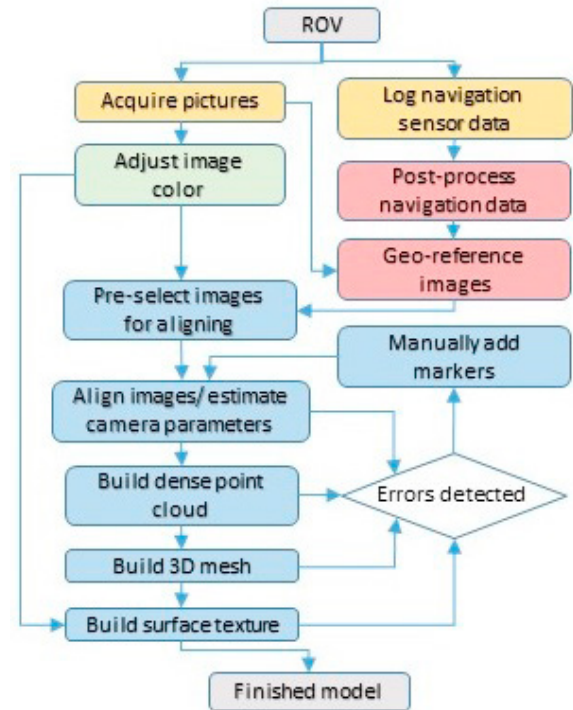 ROV
Acquire pictures
Log navigation
sensor data
Adjust image
color
Post-process
navigation data
Geo-reference
images
Pre-select images
for aligning
Manually add
markers
Align images/estimate
camera parameters
Build dense point
cloud
Errors detected
Build 3D mesh
Build surface texture
Finished model